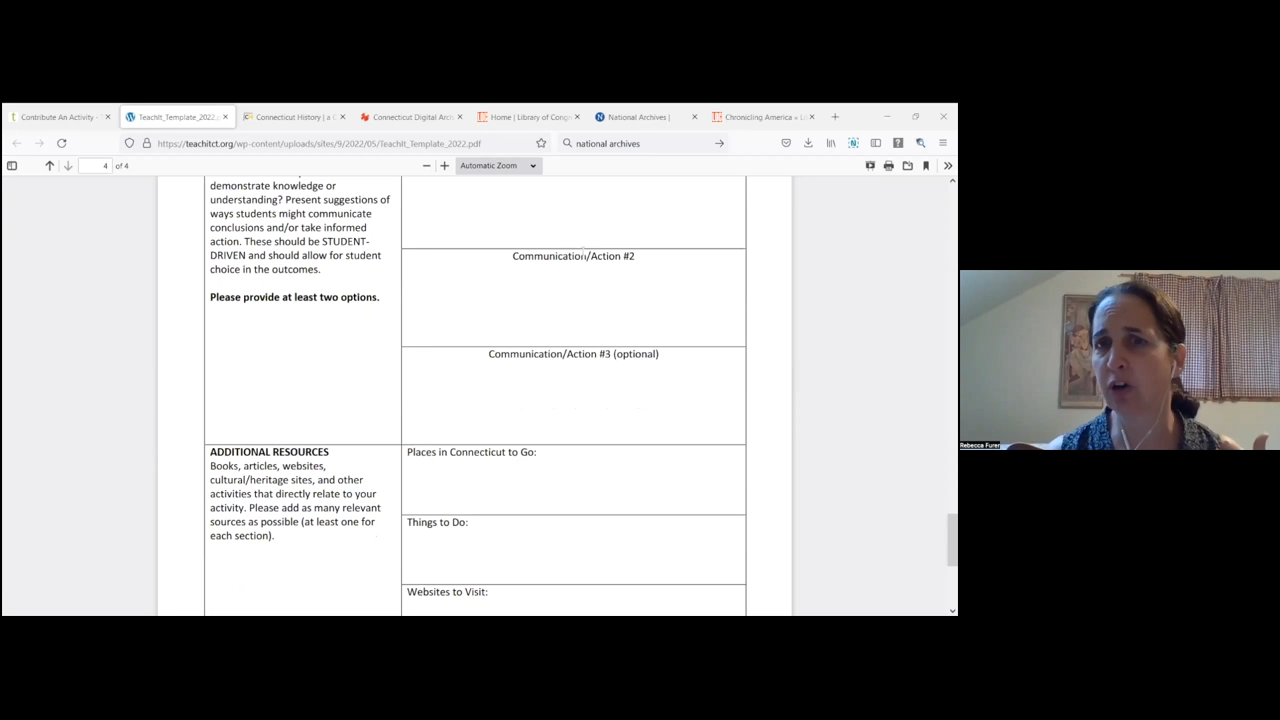 Contribute An Activity -
TeachIt_Template_2022.p
Connecticut History | a C
Connecticut Digital Arch
Home | Library of Congr
National Archives |
Chronicling America « Li
https://teachitct.org/wp-content/uploads/sites/9/2022/05/TeachIt_Template_2022.pdf
national archives
4 of 4
Automatic Zoom
demonstrate knowledge or
understanding? Present suggestions of
ways students might communicate
conclusions and/or take informed
action. These should be STUDENT-
DRIVEN and should allow for student
choice in the outcomes.
Please provide at least two options.
Communication/Action #2
Communication/Action #3 (optional)
ADDITIONAL RESOURCES
Books, articles, websites,
cultural/heritage sites, and other
activities that directly relate to your
activity. Please add as many relevant
sources as possible (at least one for
each section).
Places in Connecticut to Go:
Things to Do:
Websites to Visit:
Rebecca Furer